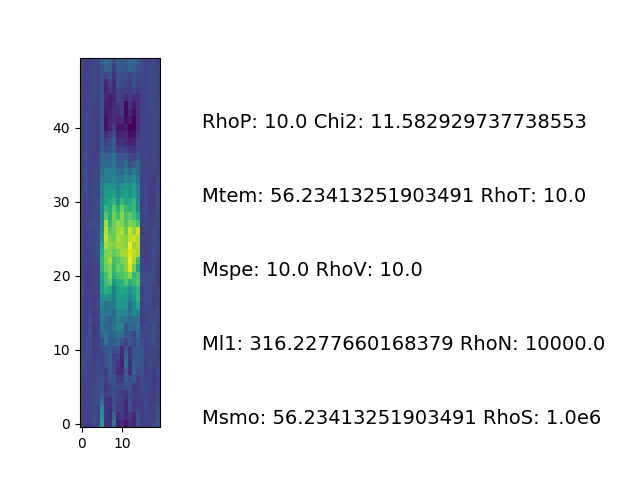 RhoP: 10.0 Chi2: 11.582929737738553
40
Mtem: 56.23413251903491 RhoT: 10.0
30
Mspe: 10.0 RhoV: 10.0
20
Ml1: 316.2277660168379 RhoN: 10000.0
10
Msmo: 56.23413251903491 RhoS: 1.0e6
0
0 10